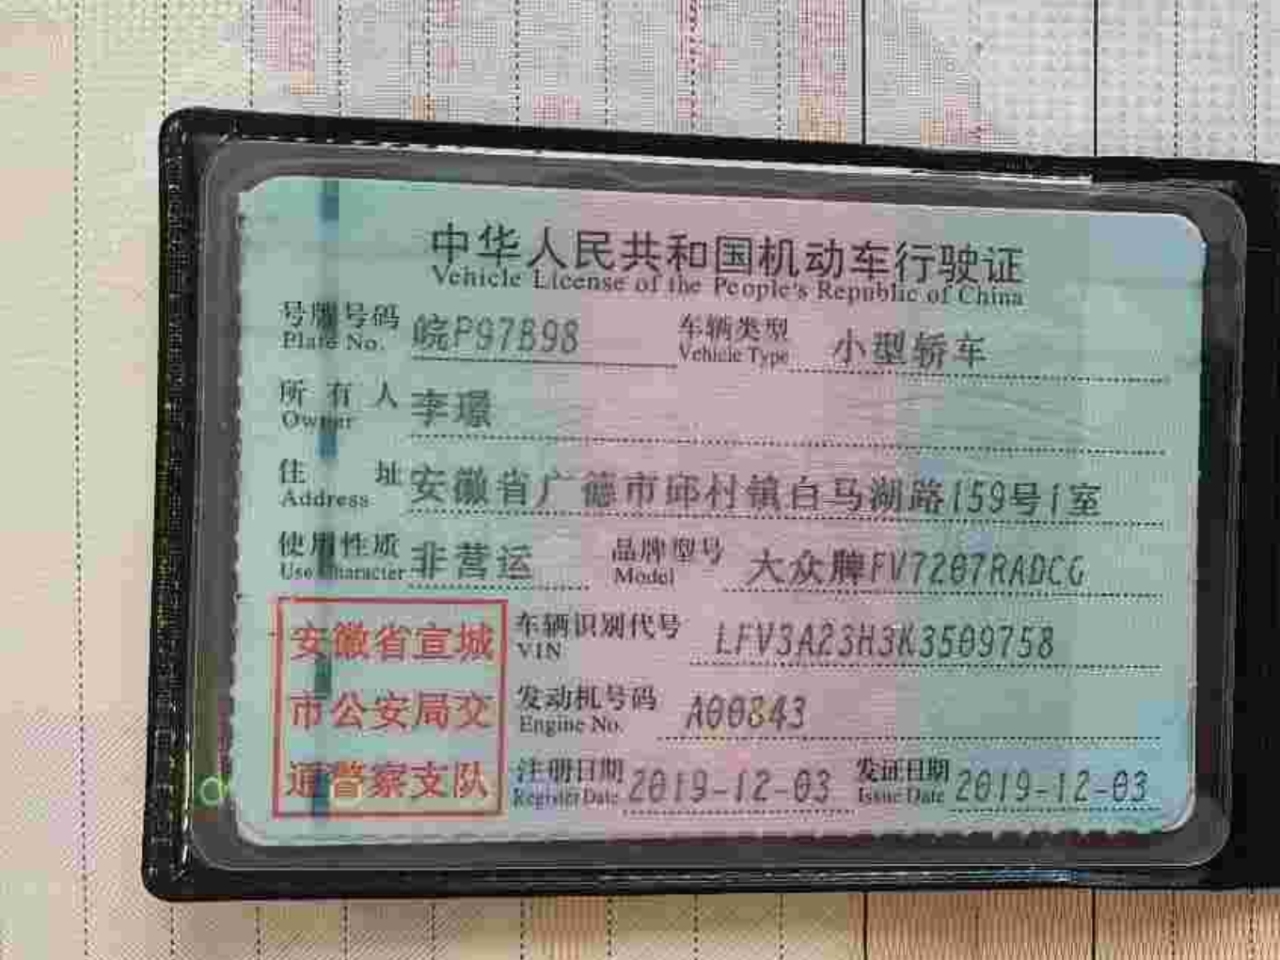 中华人民共和国机动车行驶证
Vehicle License of the People's Republic of China
号牌号码 皖P97B98 车辆类型 小型轿车
Plate No. Vehicle Type
所有人 李璟
Owner
住址 安徽省广德市邱村镇白马湖路159号1室
Address
使用性质 非营运 品牌型号 大众牌FV7207RADCG
Use Character Model
安徽省宣城
市公安局交
通警察支队
车辆识别代号 LFV3A23H3K3509758
VIN
发动机号码 A00843
Engine No.
注册日期 2019-12-03 发证日期 2019-12-03
Register Date Issue Date